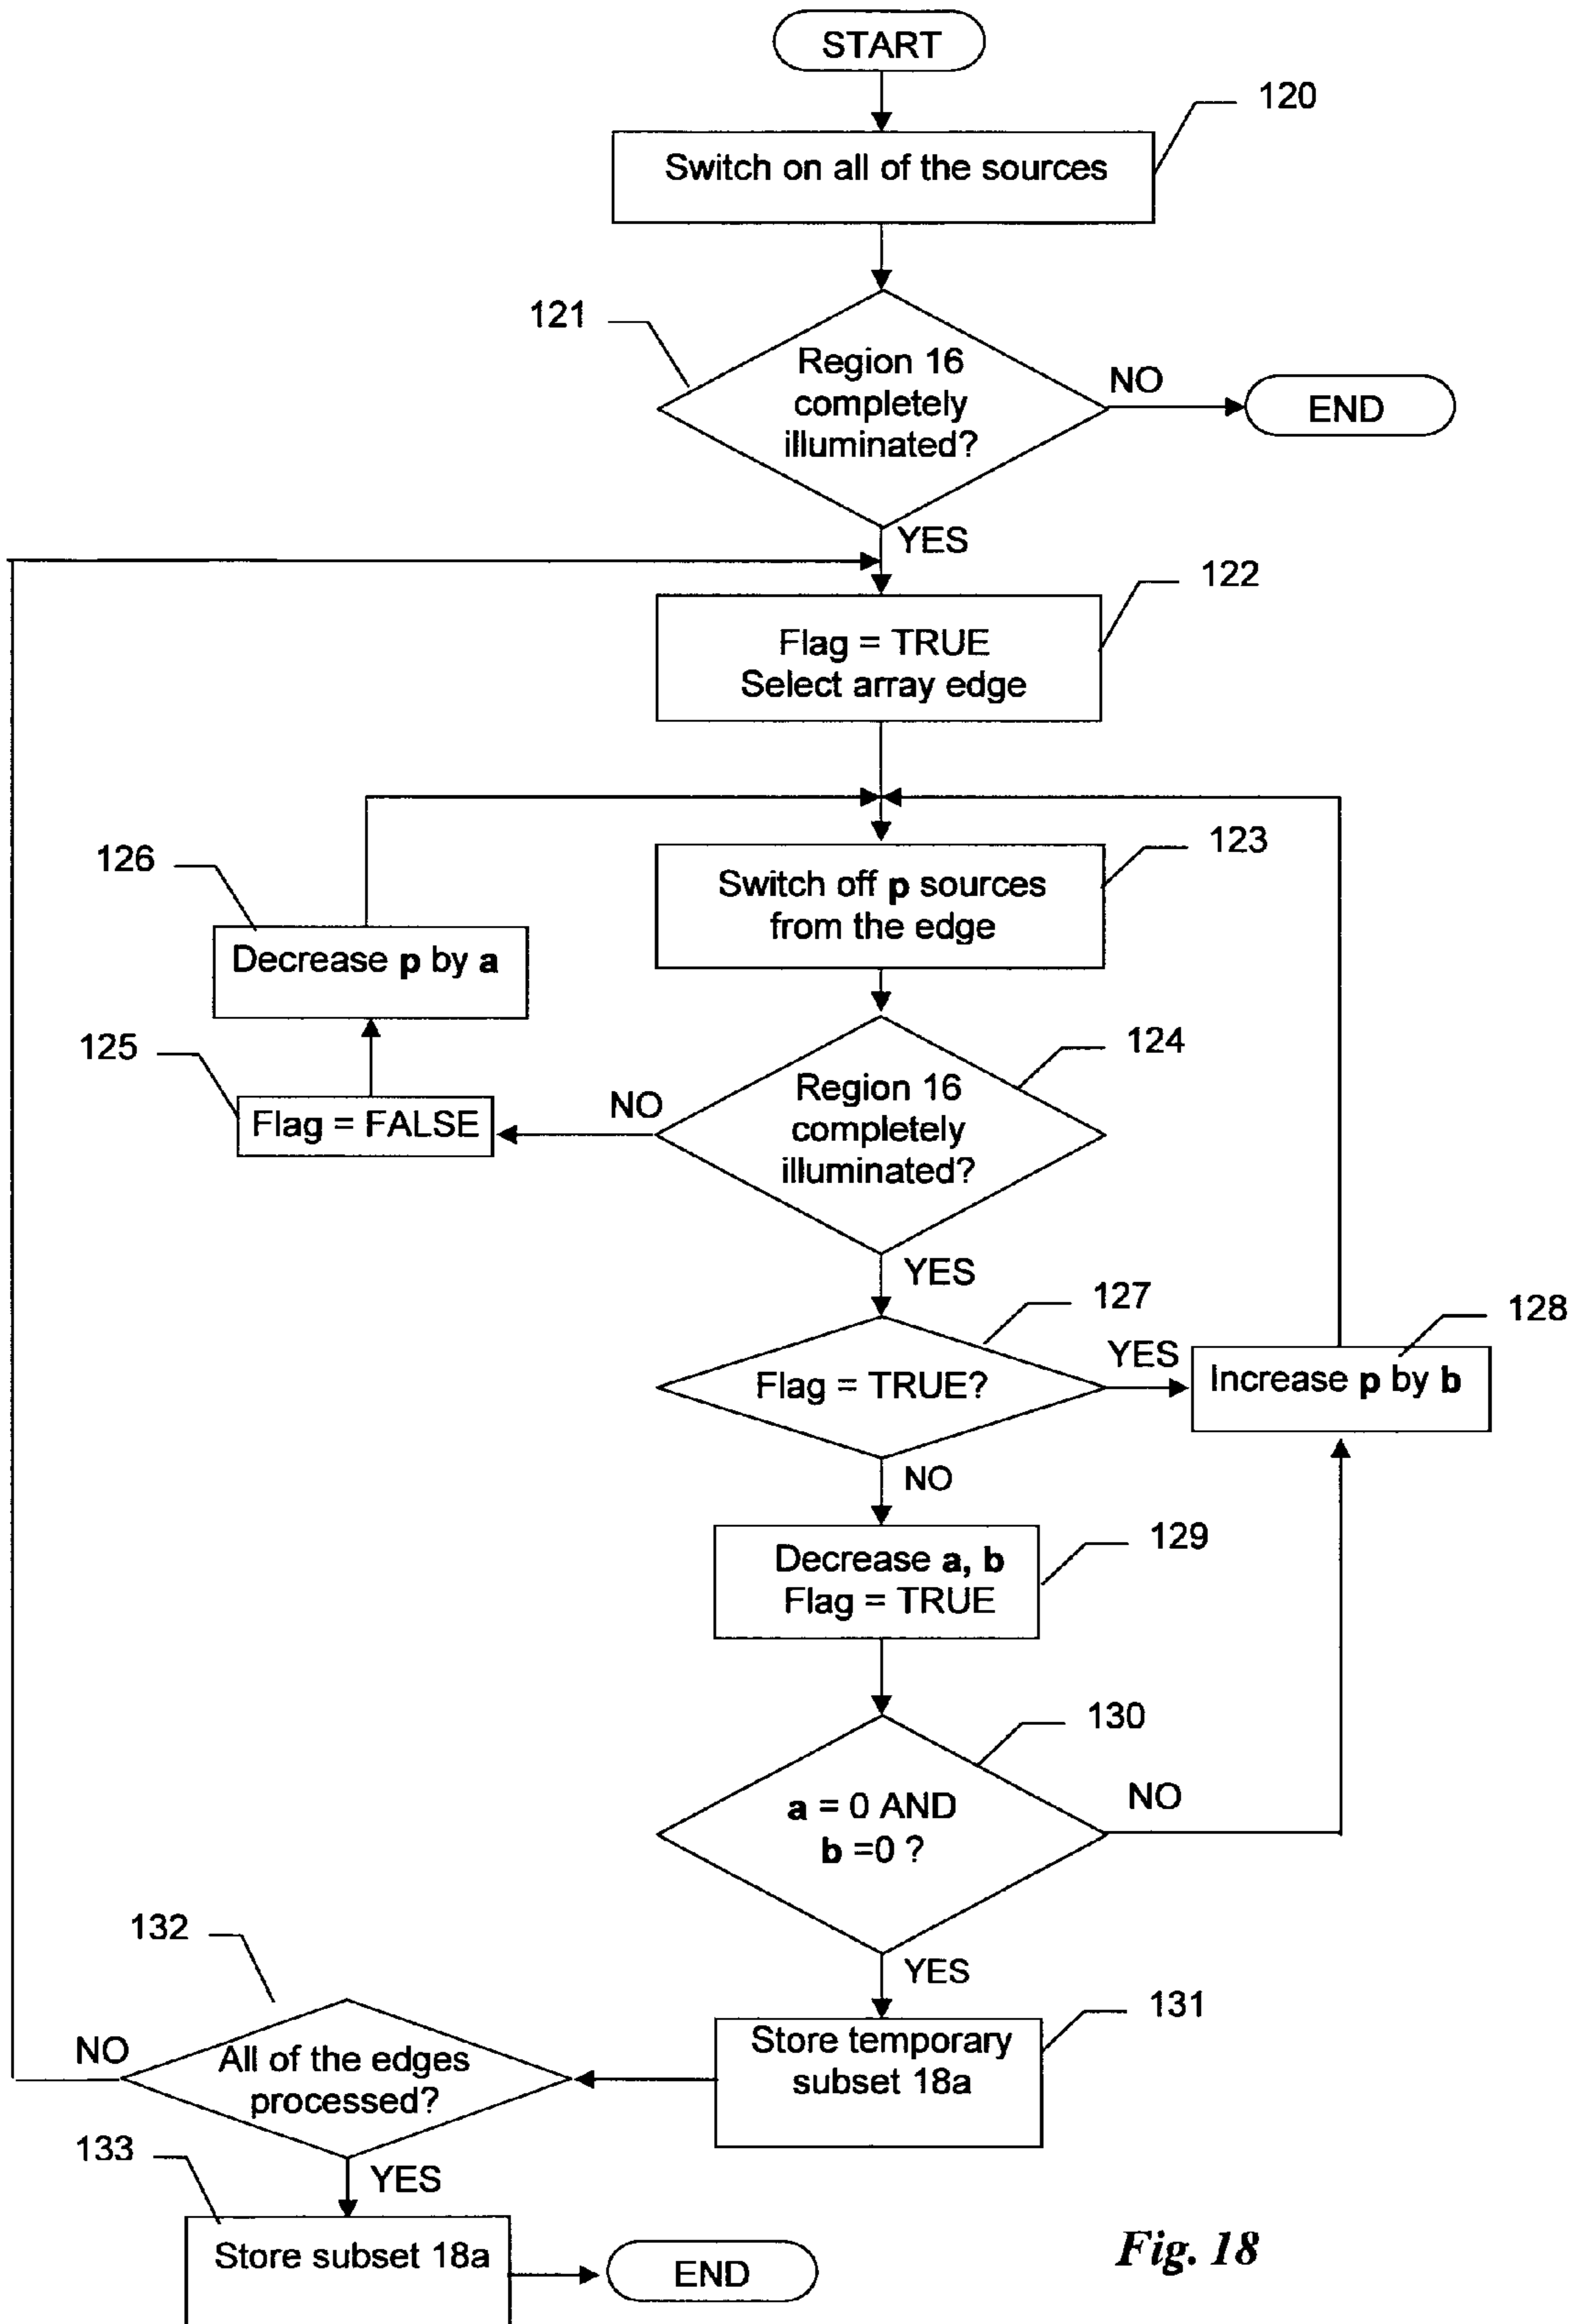 START
120
Switch on all of the sources
121
Region 16
completely
illuminated?
NO
END
YES
122
Flag = TRUE
Select array edge
123
126
Switch off p sources
from the edge
Decrease p by a
125
124
Flag = FALSE
NO
Region 16
completely
illuminated?
YES
127
128
Flag = TRUE?
YES
Increase p by b
NO
129
Decrease a, b
Flag = TRUE
130
a = 0 AND
b =0 ?
NO
132
YES
131
NO
All of the edges
processed?
Store temporary
subset 18a
133
YES
Store subset 18a
END
Fig. 18